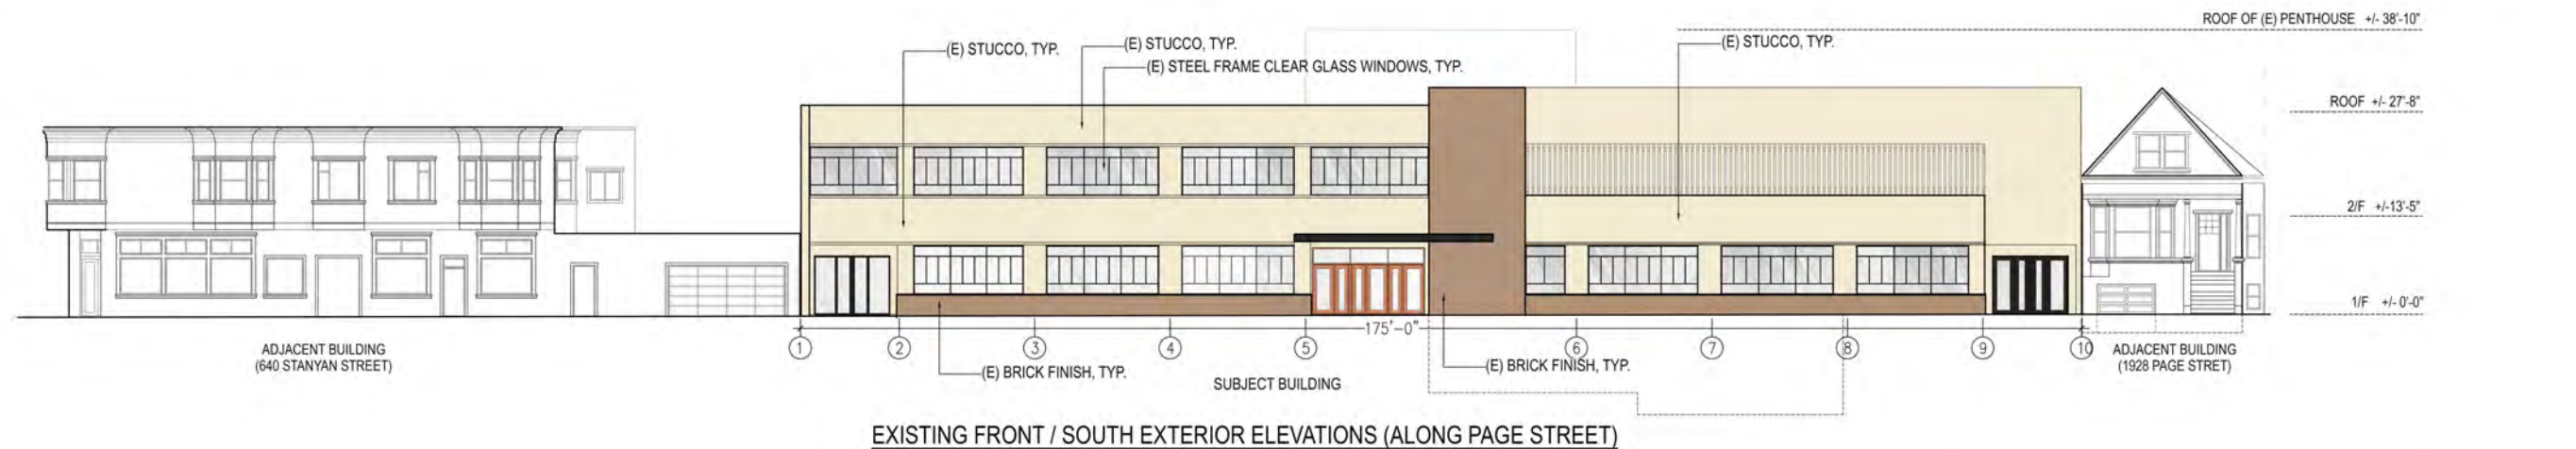 ROOF OF (E) PENTHOUSE +/- 38'-10"
(E) STUCCO, TYP.
(E) STUCCO, TYP.
(E) STUCCO, TYP.
(E) STEEL FRAME CLEAR GLASS WINDOWS, TYP.
ROOF +/- 27'-8"
2/F +/-13'-5"
1/F +/- 0'-0"
175'-0"
1
2
3
4
5
6
7
8
9
10
ADJACENT BUILDING
(640 STANYAN STREET)
(E) BRICK FINISH, TYP.
SUBJECT BUILDING
(E) BRICK FINISH, TYP.
ADJACENT BUILDING
(1928 PAGE STRET)
EXISTING FRONT / SOUTH EXTERIOR ELEVATIONS (ALONG PAGE STREET)